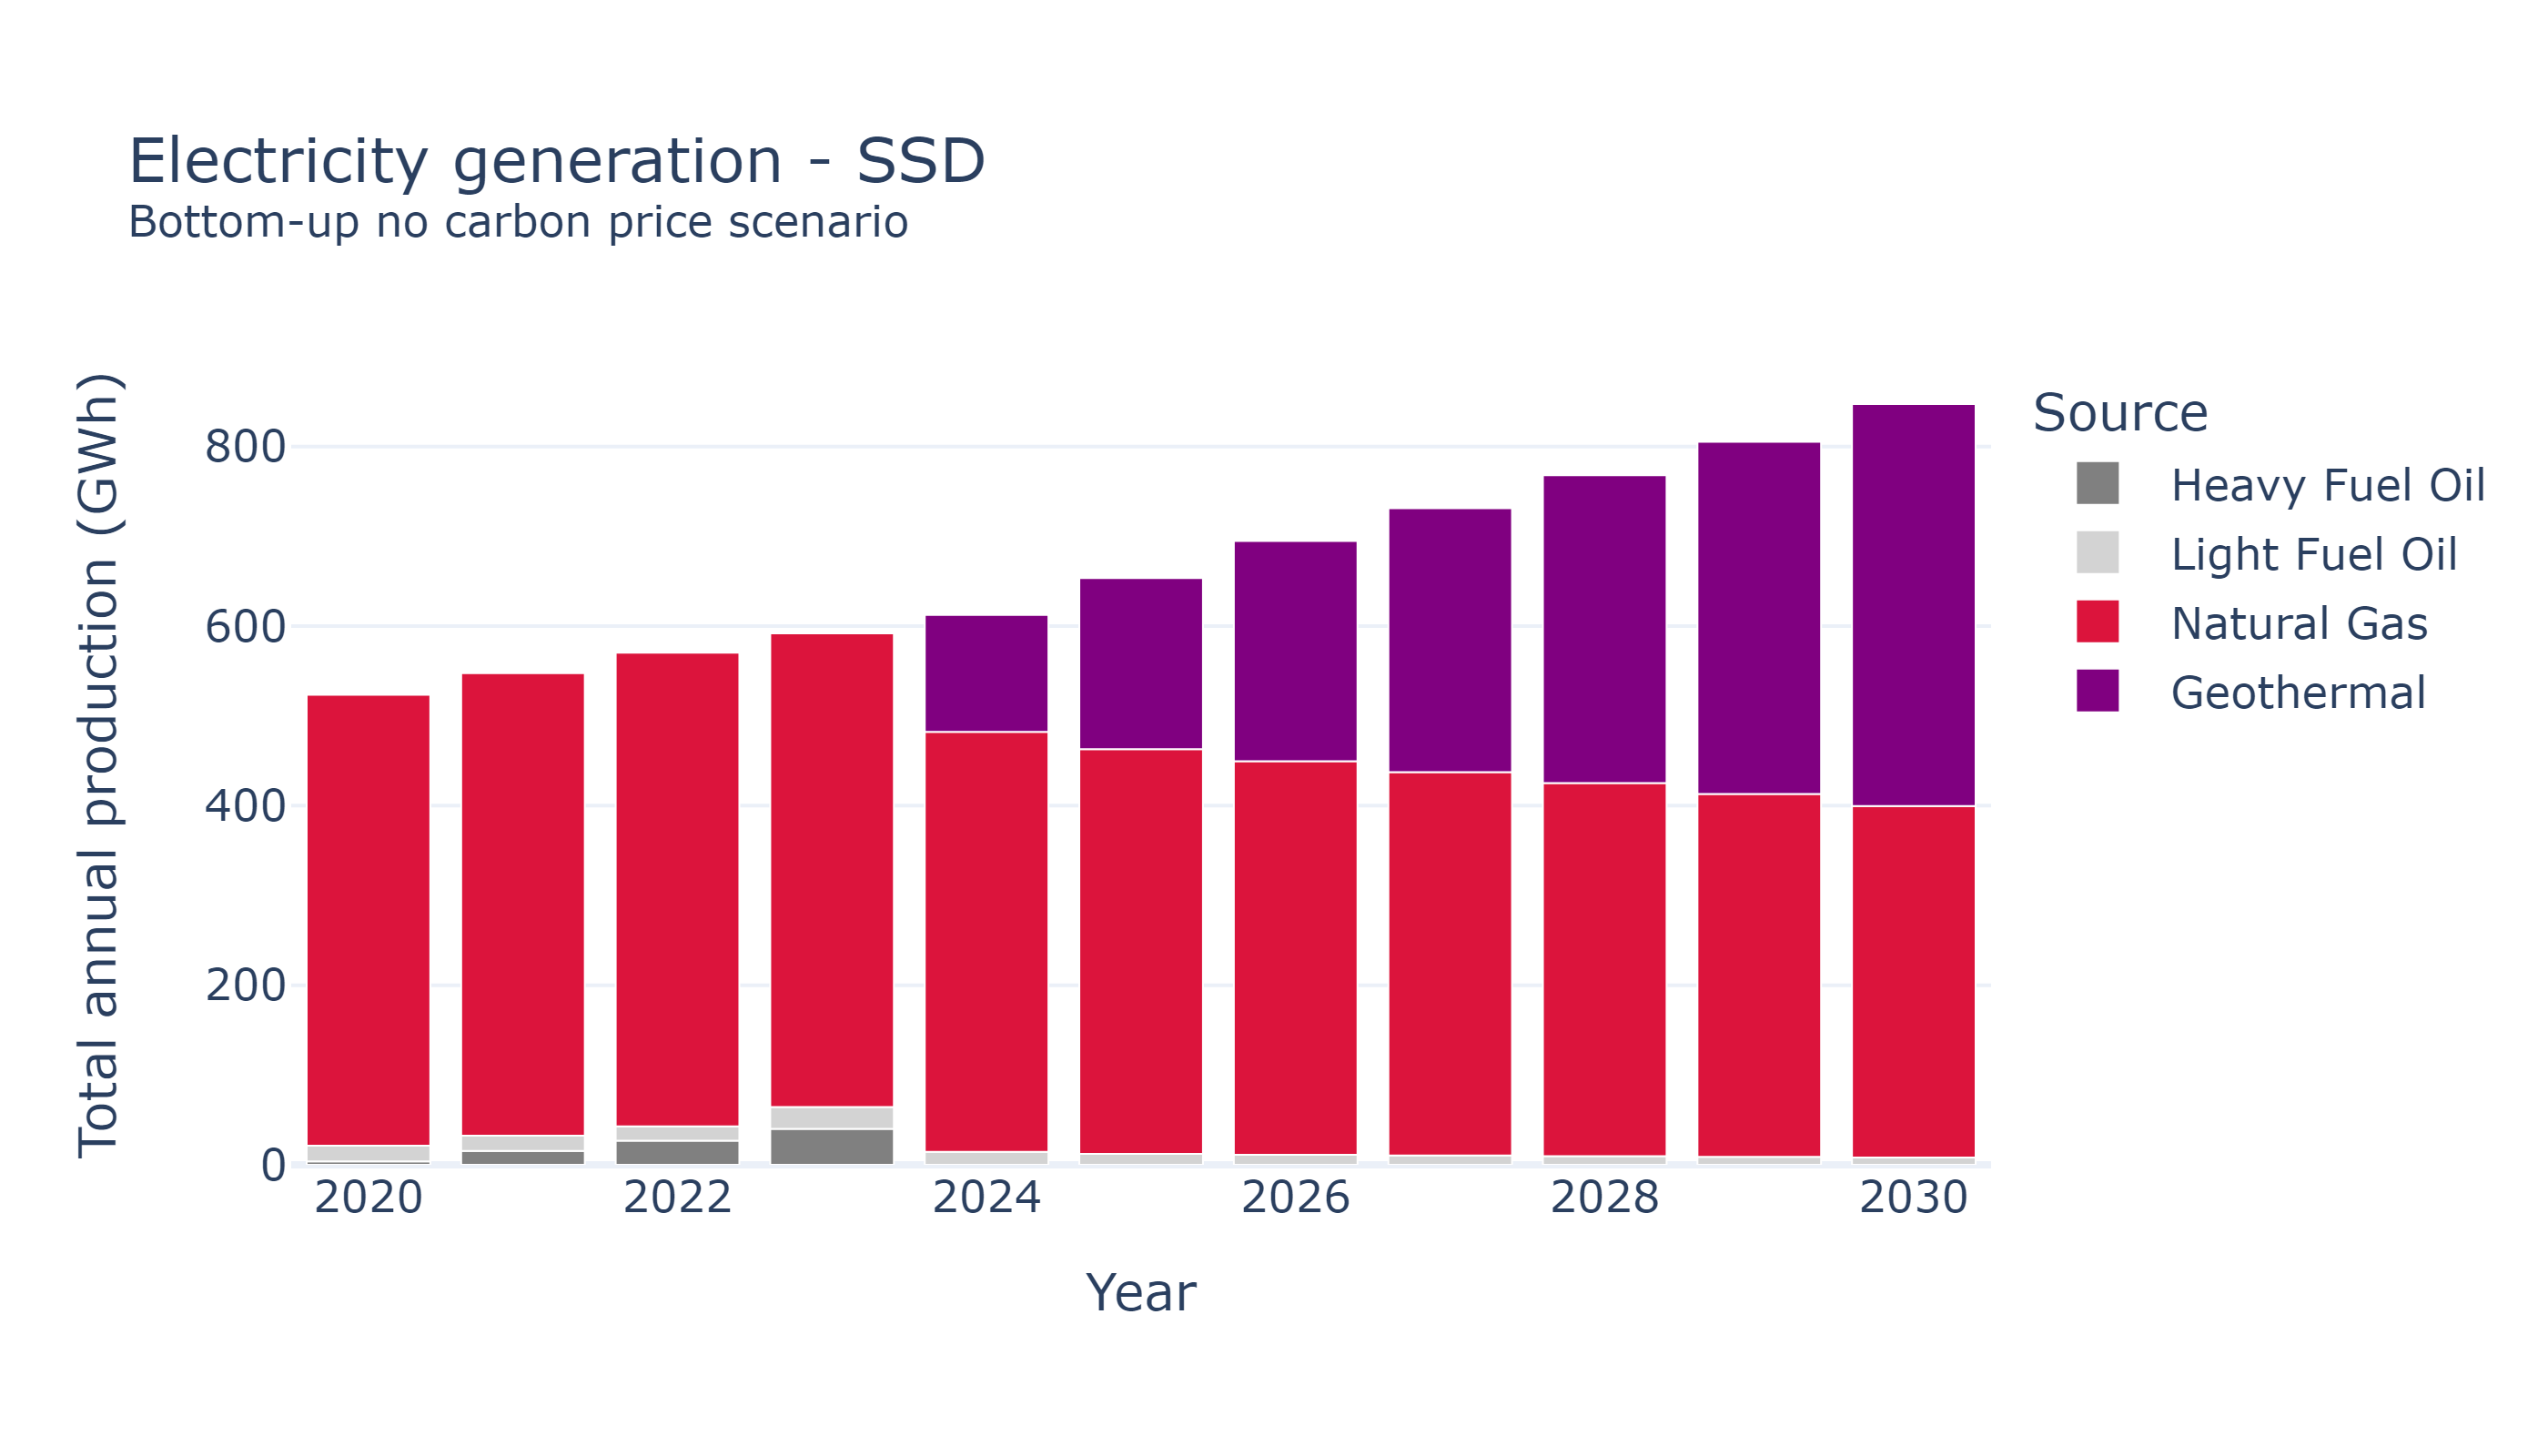 Electricity generation - SSD
Bottom-up no carbon price scenario
Total annual production (GWh)
800
600
400
200
0
2020
2022
2024
2026
2028
2030
Year
Source
Heavy Fuel Oil
Light Fuel Oil
Natural Gas
Geothermal